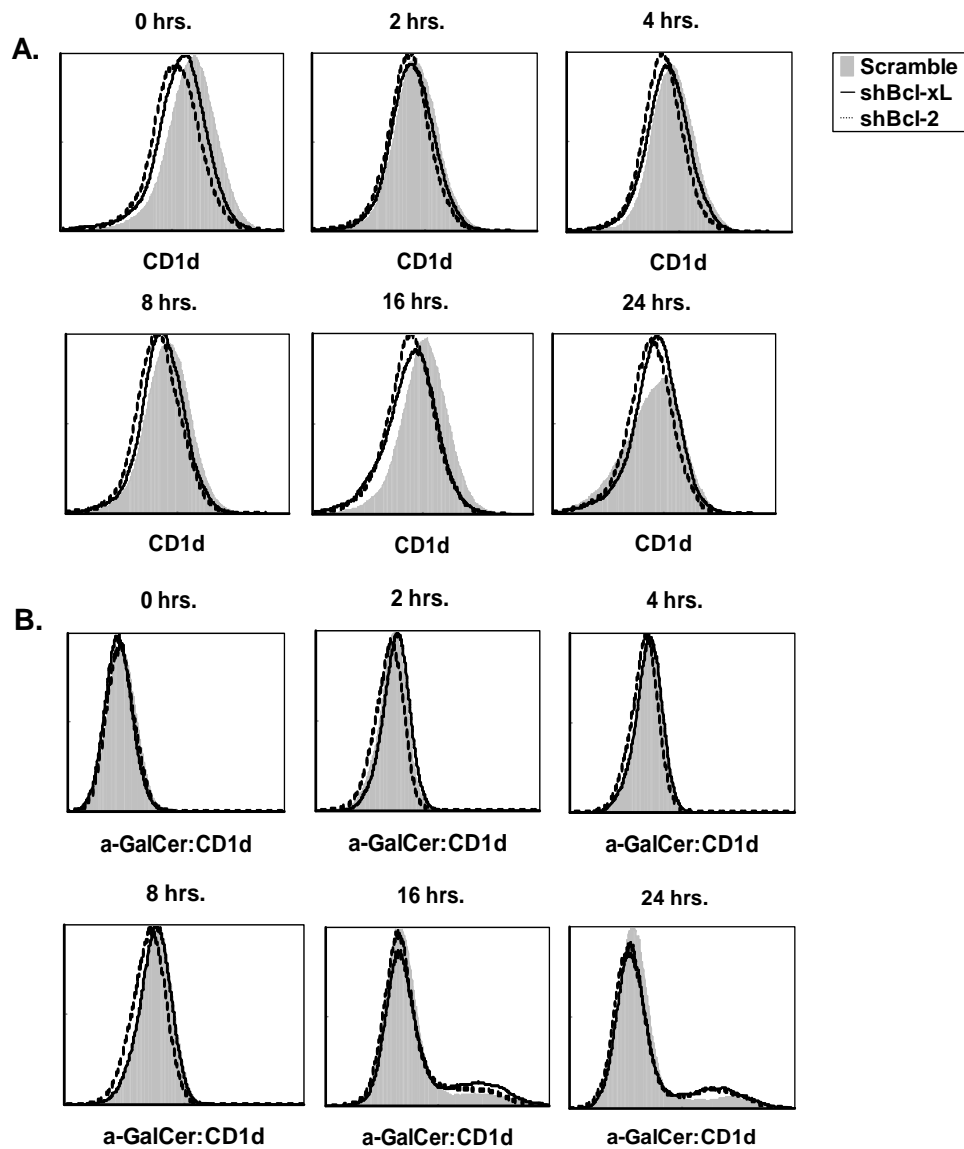 A.
0 hrs.
2 hrs.
4 hrs.
Scramble
shBcl-xL
shBcl-2
CD1d
CD1d
CD1d
8 hrs.
16 hrs.
24 hrs.
CD1d
CD1d
CD1d
B.
0 hrs.
2 hrs.
4 hrs.
a-GalCer:CD1d
a-GalCer:CD1d
a-GalCer:CD1d
8 hrs.
16 hrs.
24 hrs.
a-GalCer:CD1d
a-GalCer:CD1d
a-GalCer:CD1d